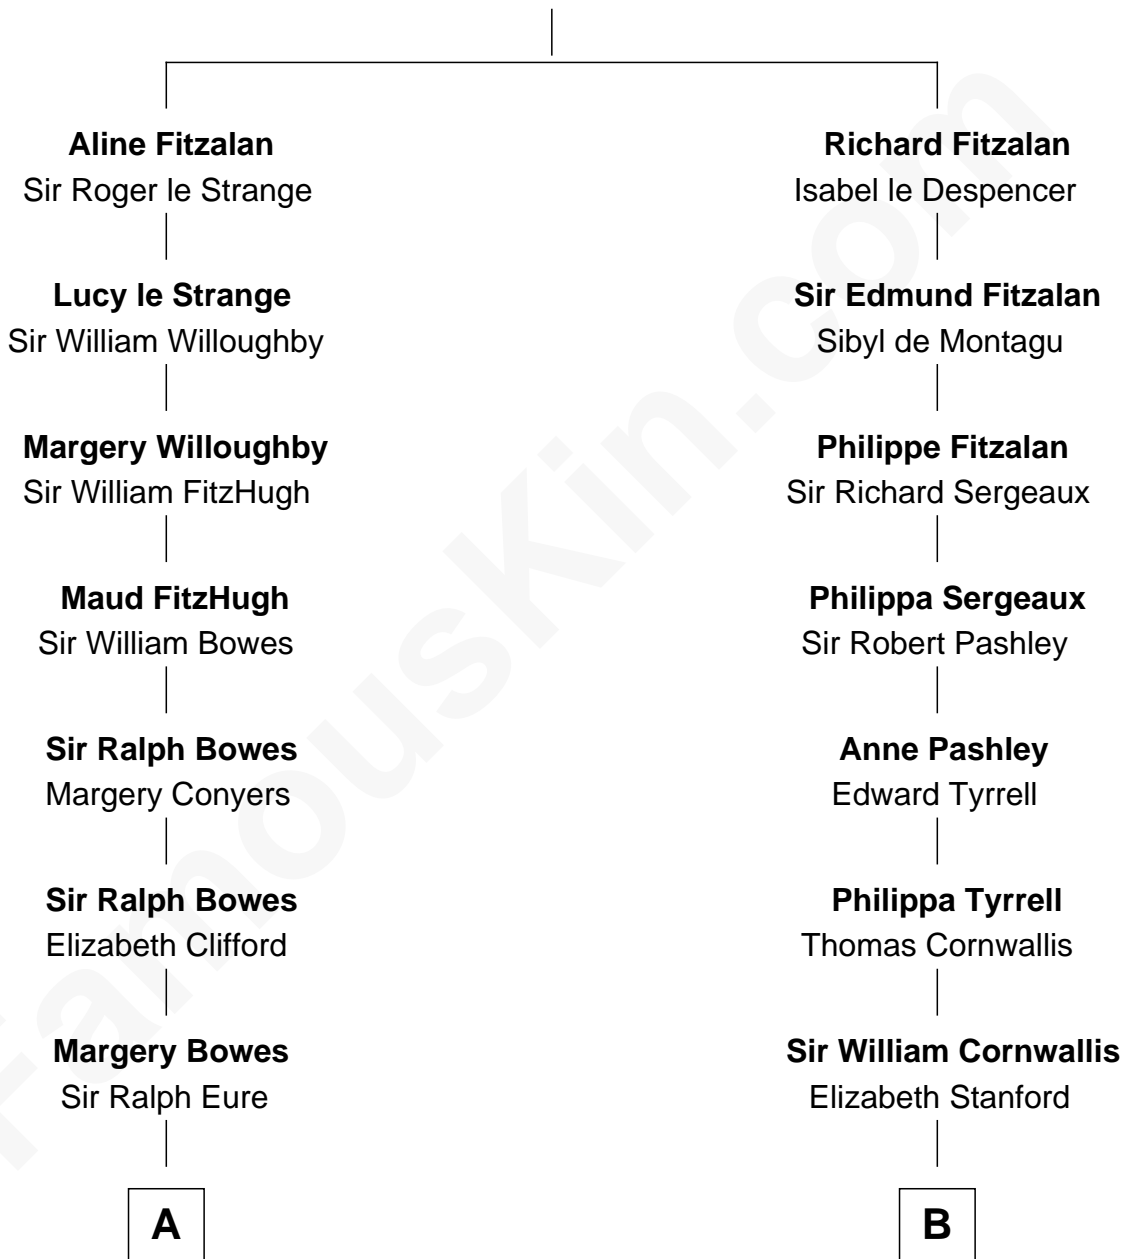 Aline Fitzalan
Sir Roger le Strange
Lucy le Strange
Sir William Willoughby
Margery Willoughby
Sir William FitzHugh
Maud FitzHugh
Sir William Bowes
Sir Ralph Bowes
Margery Conyers
Sir Ralph Bowes
Elizabeth Clifford
Margery Bowes
Sir Ralph Eure
A
Richard Fitzalan
Isabel le Despencer
Sir Edmund Fitzalan
Sibyl de Montagu
Philippe Fitzalan
Sir Richard Sergeaux
Philippa Sergeaux
Sir Robert Pashley
Anne Pashley
Edward Tyrrell
Philippa Tyrrell
Thomas Cornwallis
Sir William Cornwallis
Elizabeth Stanford
B
FamousKin.com